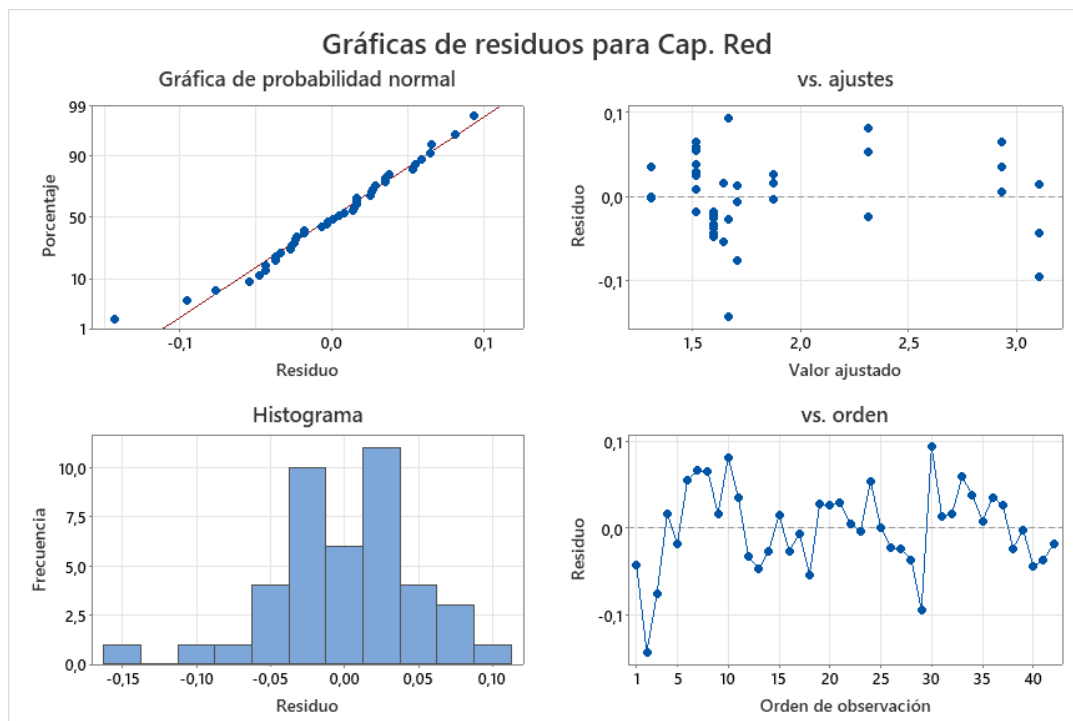 Gráficas de residuos para Cap. Red
Gráfica de probabilidad normal
99
90
50
10
1
Porcentaje
-0,1
0,0
0,1
Residuo
vs. ajustes
0,1
0,0
-0,1
Residuo
1,5
2,0
2,5
3,0
Valor ajustado
Histograma
10,0
7,5
5,0
2,5
0,0
Frecuencia
-0,15
-0,10
-0,05
0,00
0,05
0,10
Residuo
vs. orden
0,1
0,0
-0,1
Residuo
1
5
10
15
20
25
30
35
40
Orden de observación